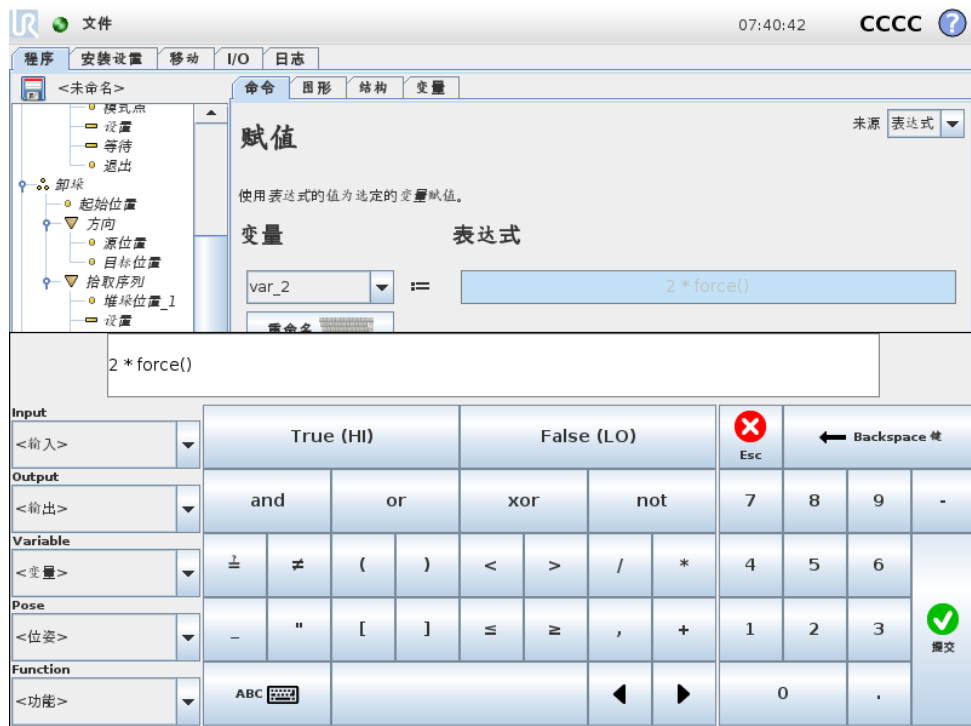 UR 文件 07:40:42 CCCC ?
程序 安装设置 移动 I/O 日志
<未命名> 命令 图形 结构 变量
模式点
设置
等待
退出
卸垛
起始位置
方向
源位置
目标位置
拾取序列
堆垛位置_1
设置
赋值
来源 表达式
使用表达式的值为选定的变量赋值。
变量 表达式
var_2 := 2 * force()
重命名
2 * force()
Input
<输入> True (HI) False (LO) Esc Backspace 键
Output
<输出> and or xor not 7 8 9 -
Variable
<变量> ≟ ≠ ( ) < > / * 4 5 6
Pose
<位姿> _ " [ ] ≤ ≥ , + 1 2 3 提交
Function
<功能> ABC 0 .